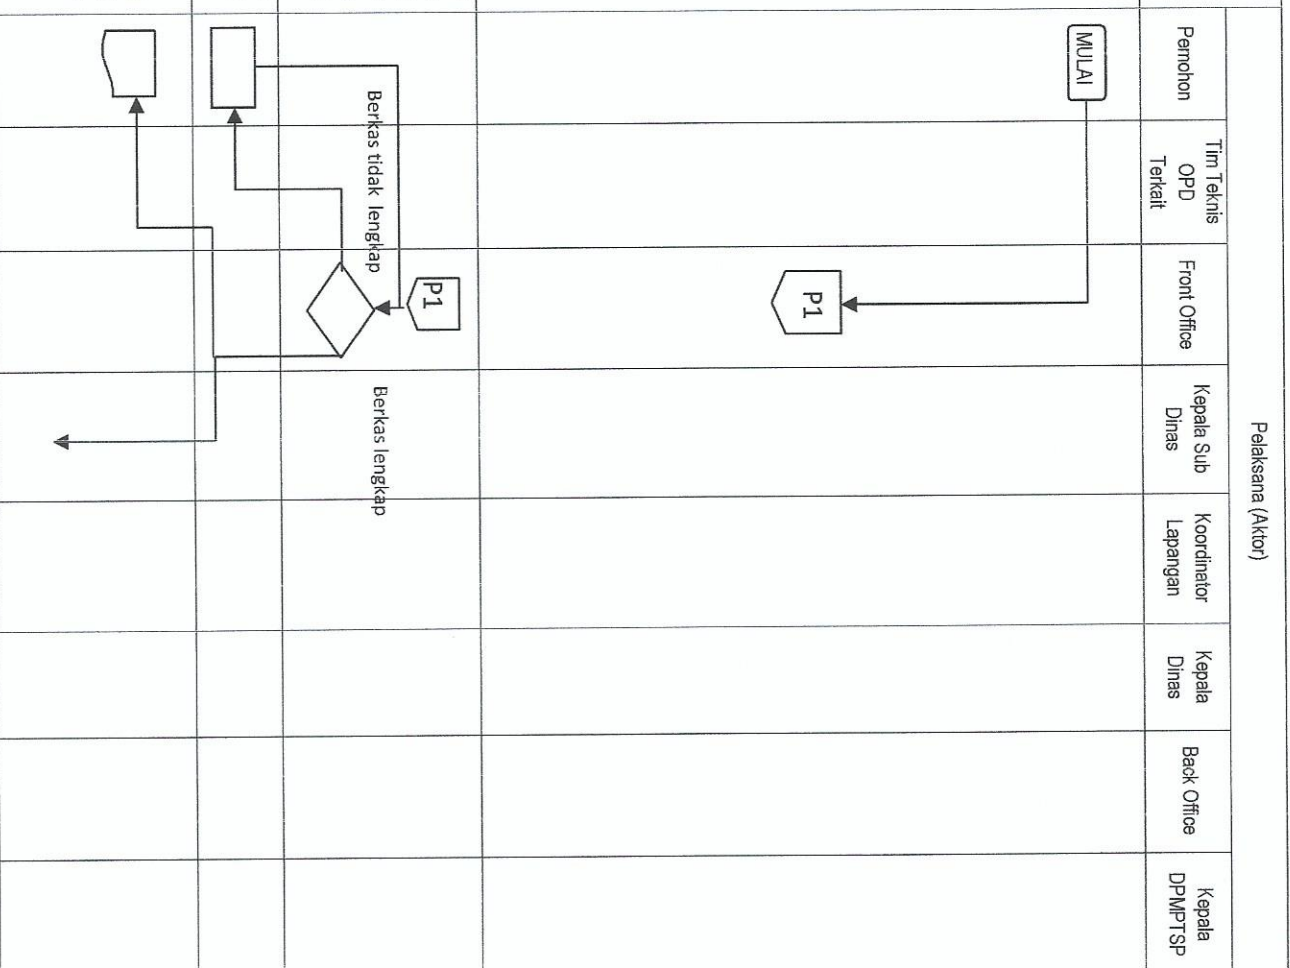 Pelaksana (Aktor)
Pemohon
Tim Teknis
OPD
Terkait
Front Office
Kepala Sub
Dinas
Koordinator
Lapangan
Kepala
Dinas
Back Office
Kepala
DPMPTSP
MULAI
P1
P1
Berkas tidak lengkap
Berkas lengkap